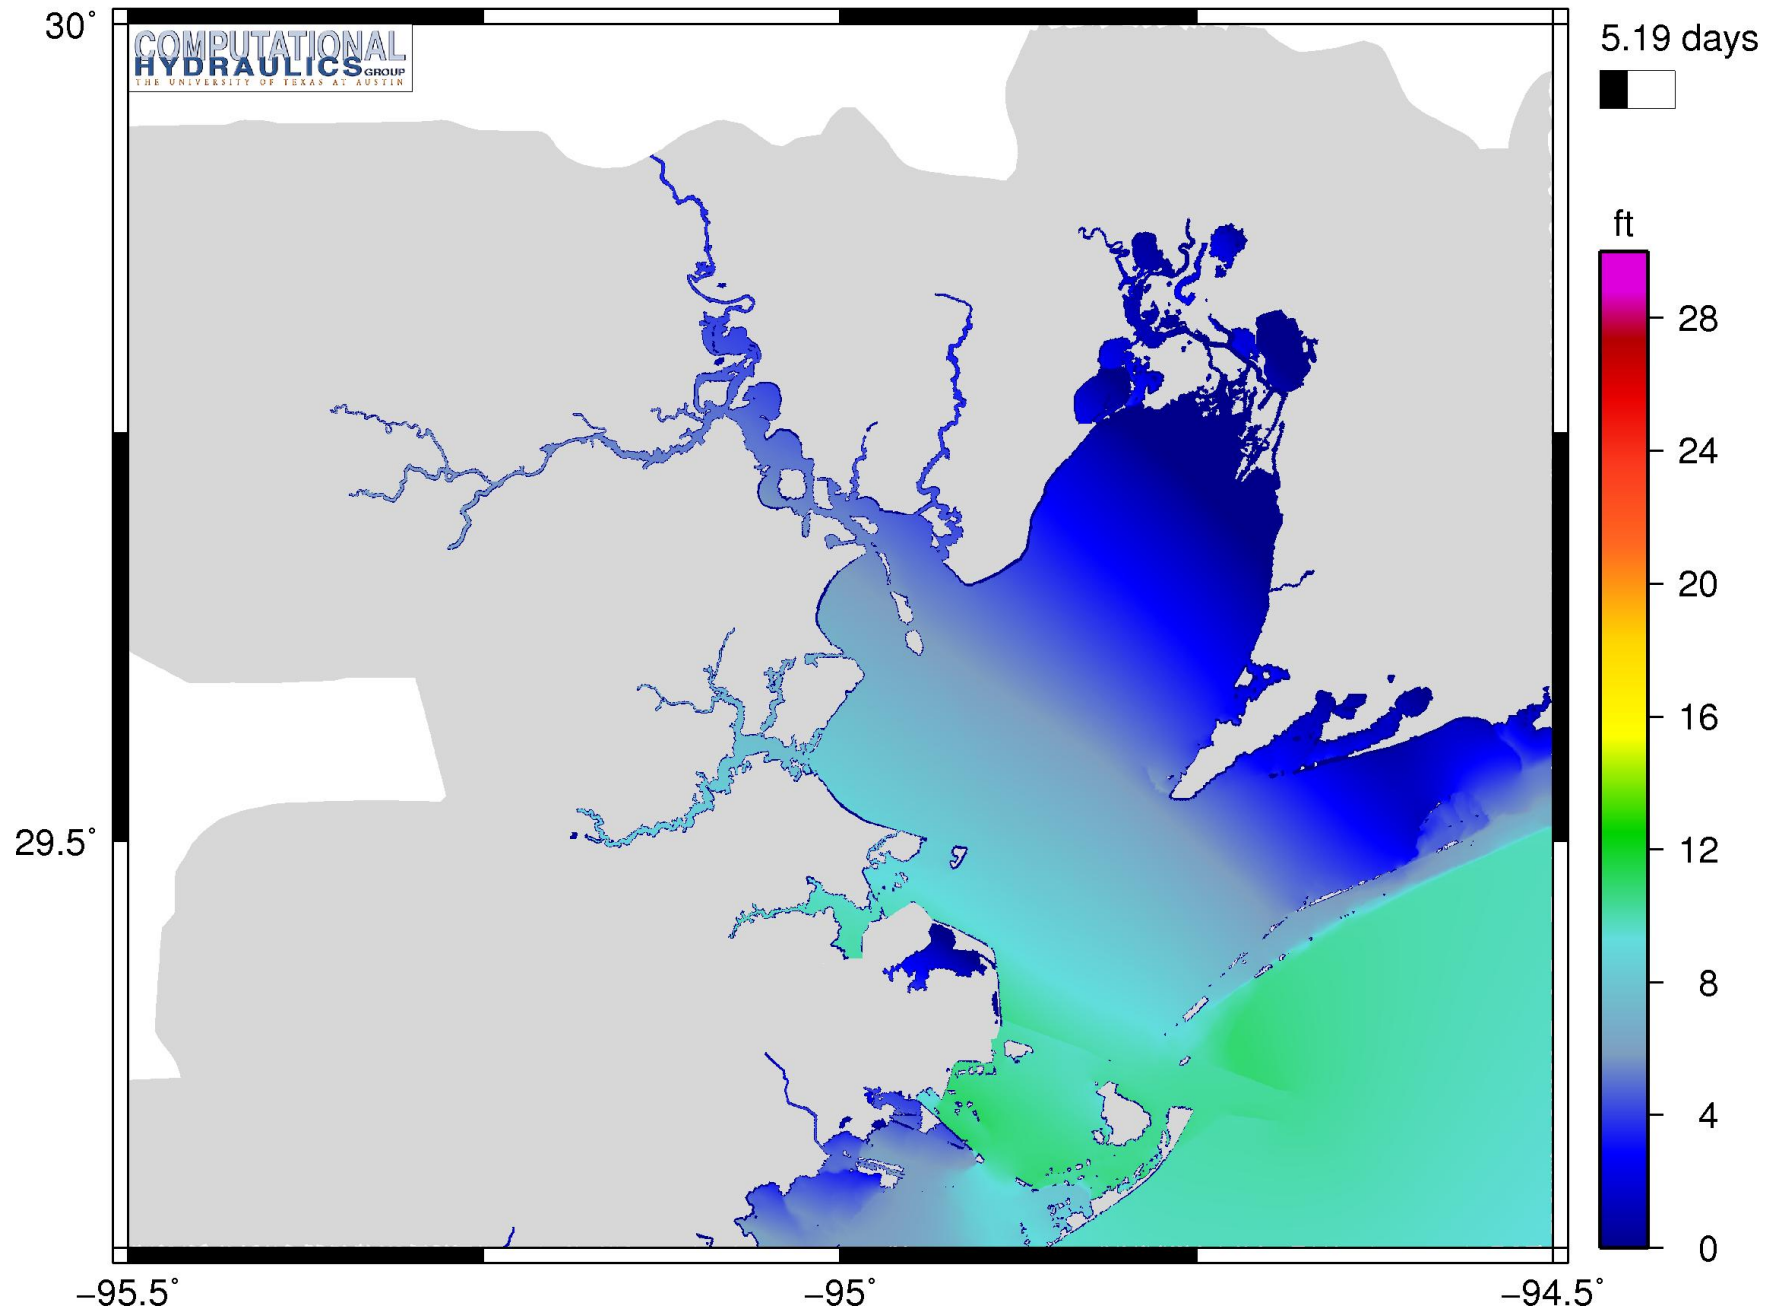 30°
COMPUTATIONAL
HYDRAULICS GROUP
THE UNIVERSITY OF TEXAS AT AUSTIN
5.19 days
ft
28
24
20
16
12
8
4
0
29.5°
−95.5°
−95°
−94.5°